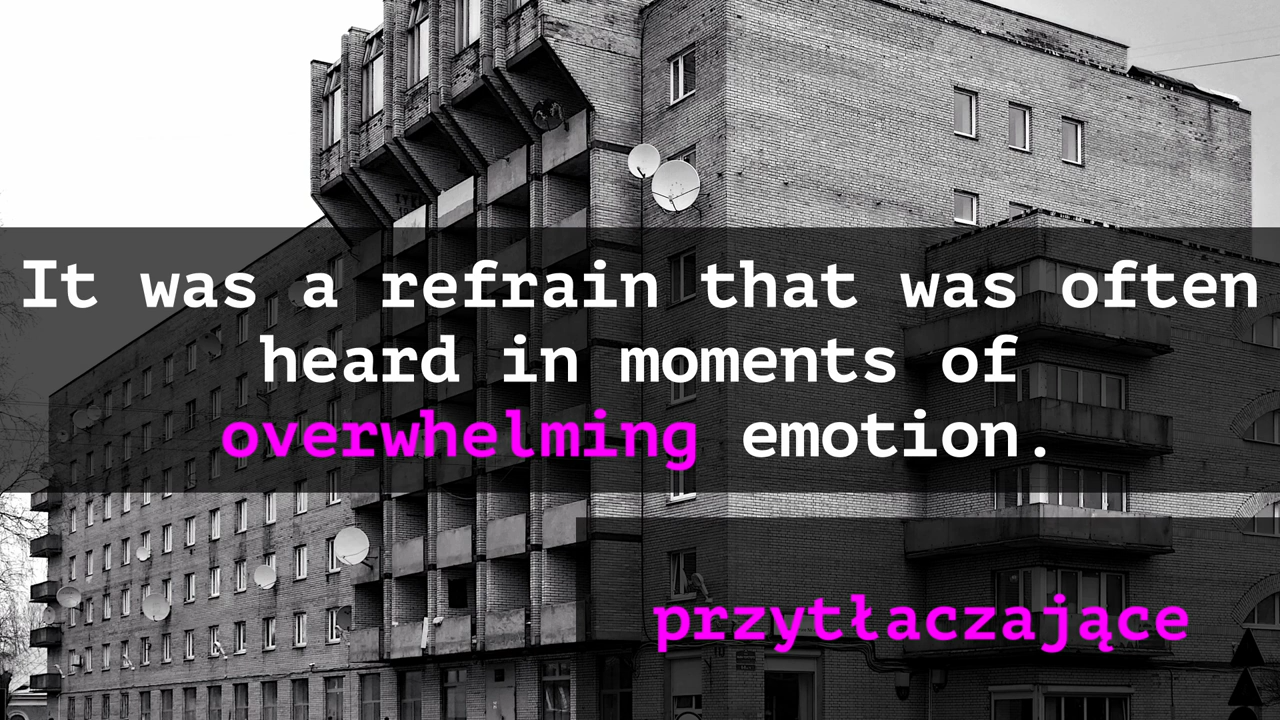 It was a refrain that was often
heard in moments of
overwhelming emotion.
przytłaczające